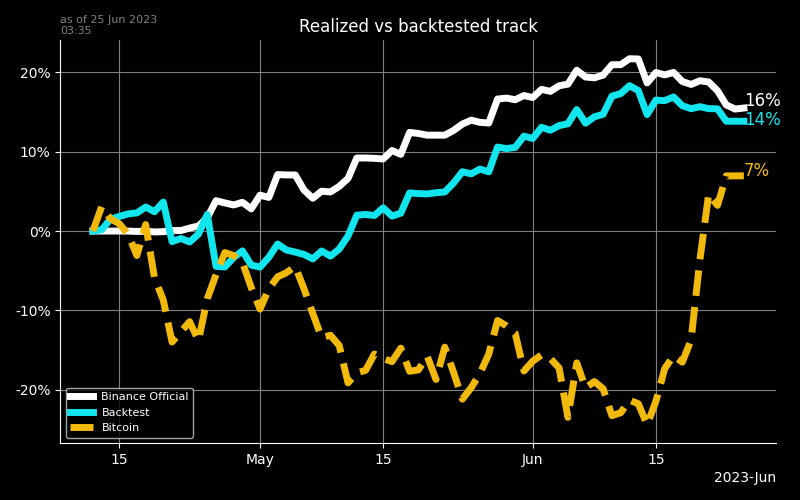 as of 25 Jun 2023
03:35
Realized vs backtested track
20%
10%
0%
-10%
-20%
16%
14%
7%
Binance Official
Backtest
Bitcoin
15
May
15
Jun
15
2023-Jun